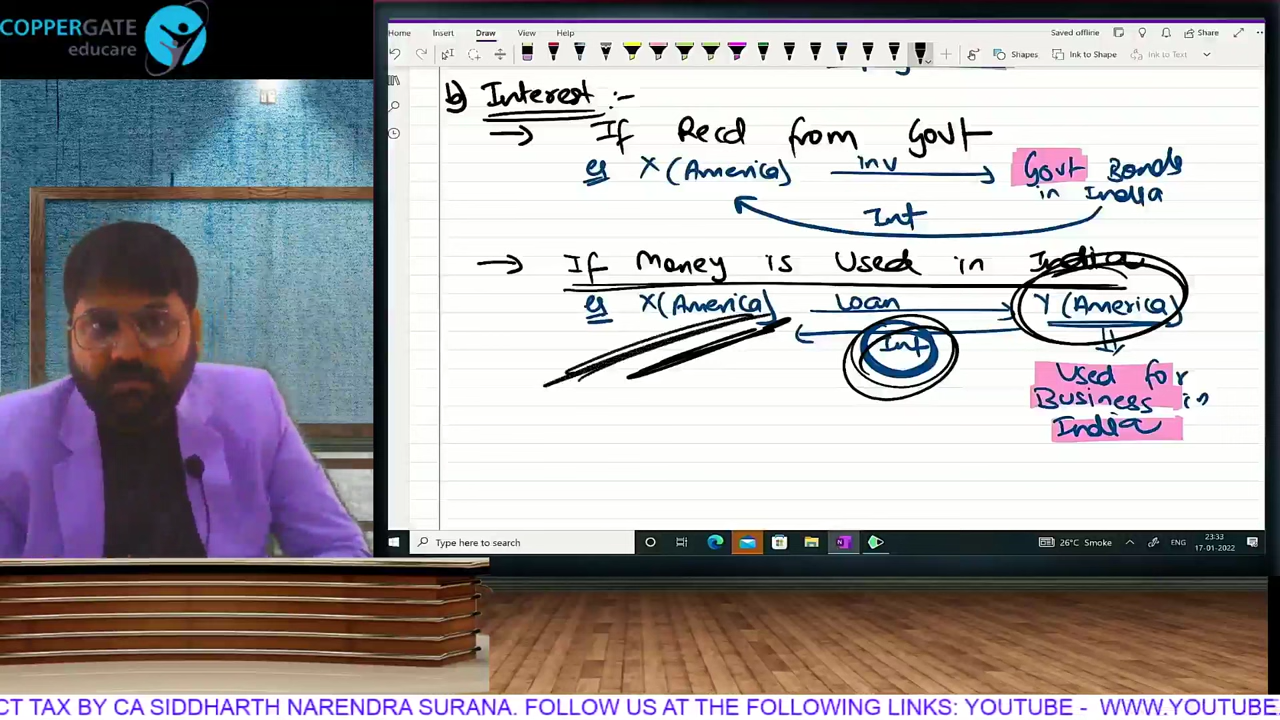 COPPERGATE
educare
Home Insert Draw View Help
Saved offline
Share
Shapes
Ink to Shape
Ink to Text
b) Interest :-
→ If Recd from Govt
eg X (America) inv → Govt Bonds
in India
Int
→ If Money is Used in India
eg X (America) Loan → Y (America)
Int
Used for
Business in
India
Type here to search
26°C Smoke
ENG
23:33
17-01-2022
CT TAX BY CA SIDDHARTH NARENDRA SURANA. FOLLOW US AT THE FOLLOWING LINKS: YOUTUBE - WWW.YOUTUBE.